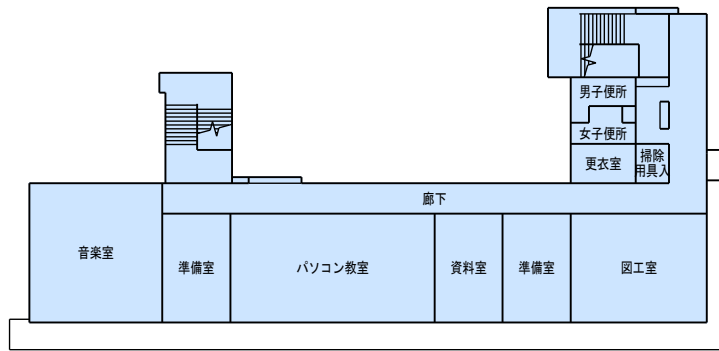 男子便所
女子便所
更衣室
掃除
用具入
廊下
音楽室
準備室
パソコン教室
資料室
準備室
図工室